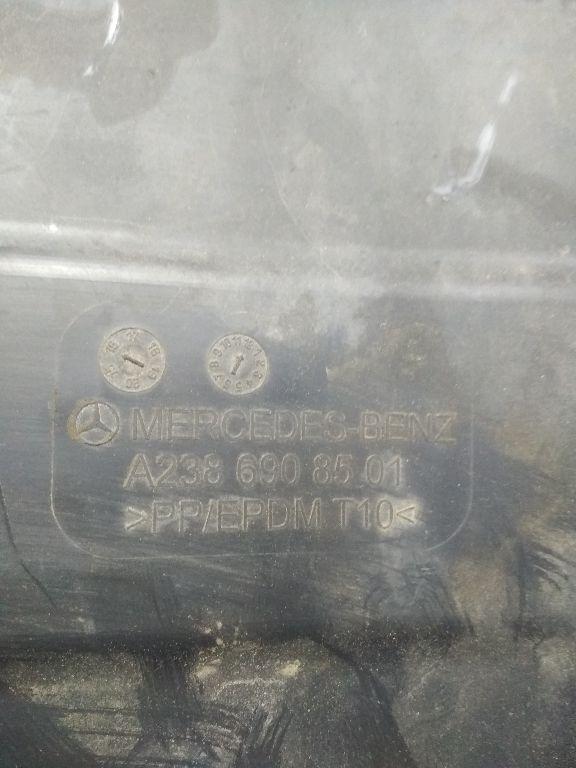 MERCEDES-BENZ
A238 690 85 01
>PP/EPDM T10<